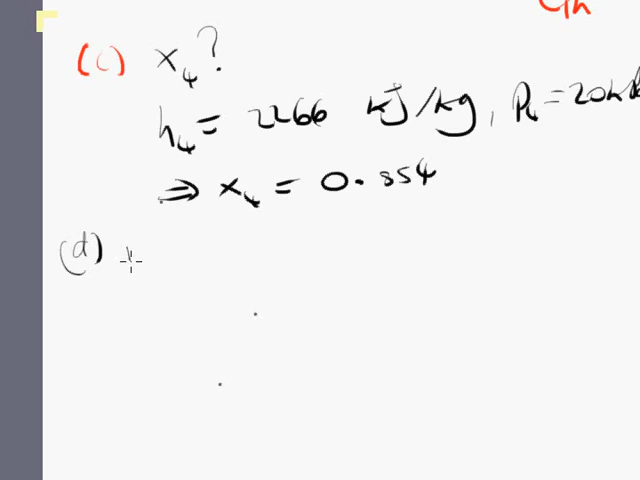 (c) x₄?
h₄ = 2266 kJ/kg, P₄ = 20k
⇒ x₄ = 0.854
(d)